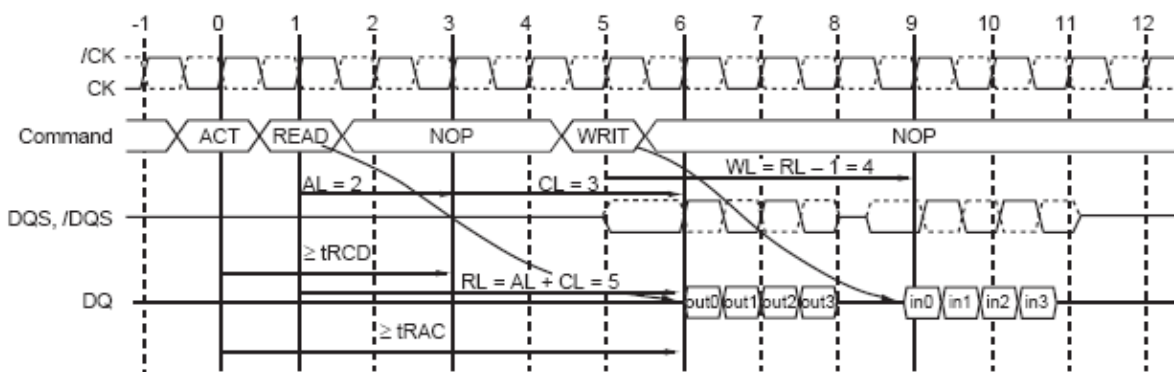 -1 0 1 2 3 4 5 6 7 8 9 10 11 12
/CK
CK
Command ACT READ NOP WRIT NOP
WL = RL – 1 = 4
AL = 2 CL = 3
DQS, /DQS
≥ tRCD
RL = AL + CL = 5
DQ out0 out1 out2 out3 in0 in1 in2 in3
≥ tRAC